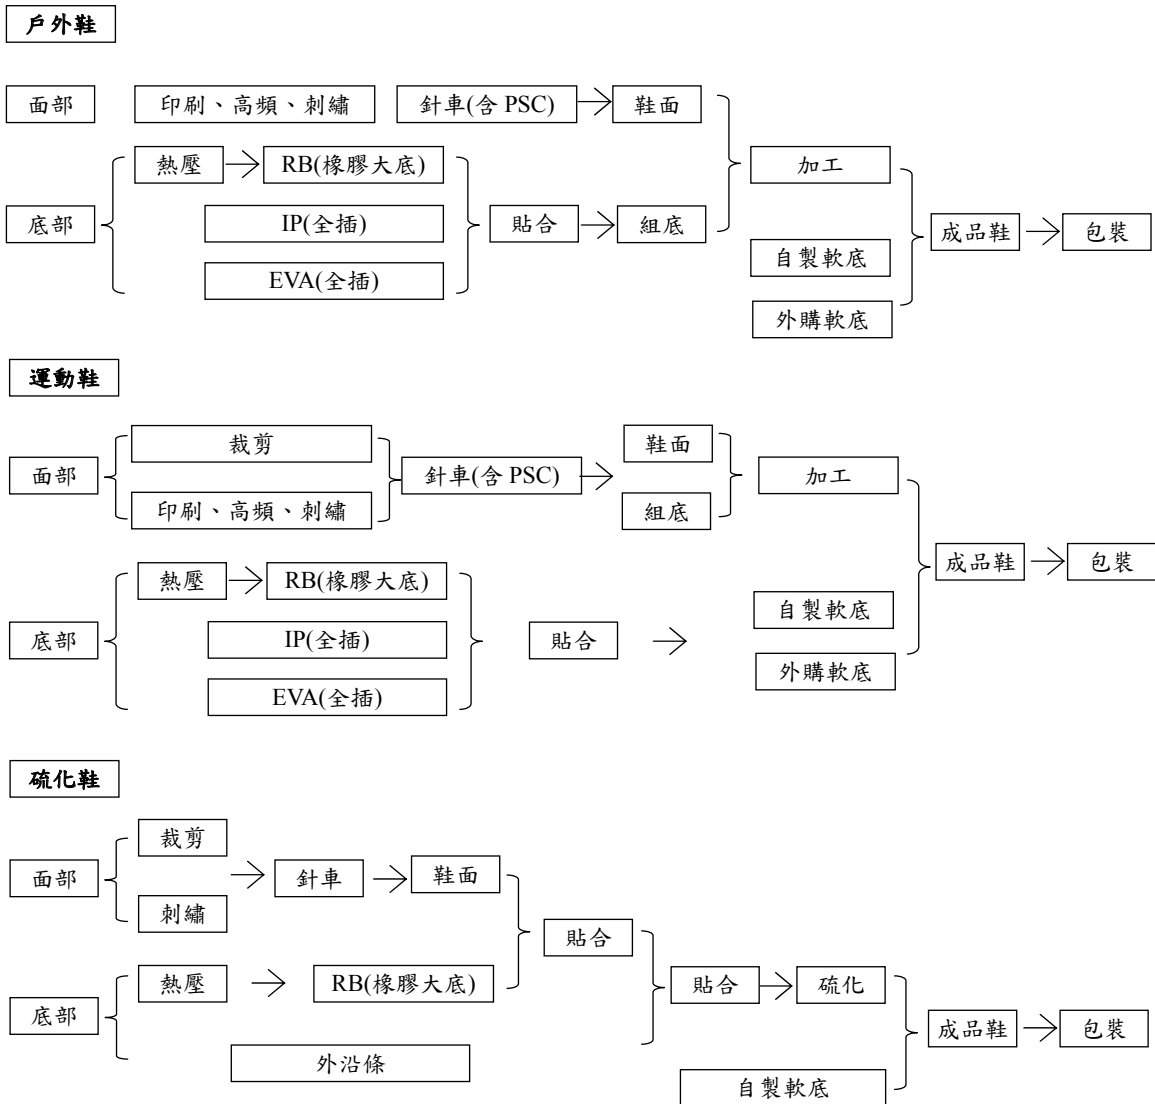 戶外鞋
面部 印刷、高頻、刺繡 針車(含 PSC) 鞋面
熱壓 RB(橡膠大底) 加工
底部 IP(全插) 貼合 組底 成品鞋 包裝
自製軟底
EVA(全插)
外購軟底
運動鞋
裁剪 鞋面
面部 針車(含 PSC) 加工
印刷、高頻、刺繡 組底
成品鞋 包裝
熱壓 RB(橡膠大底)
自製軟底
底部 IP(全插) 貼合
外購軟底
EVA(全插)
硫化鞋
裁剪
面部 針車 鞋面
刺繡
貼合
熱壓 RB(橡膠大底) 貼合 硫化
底部 成品鞋 包裝
外沿條
自製軟底